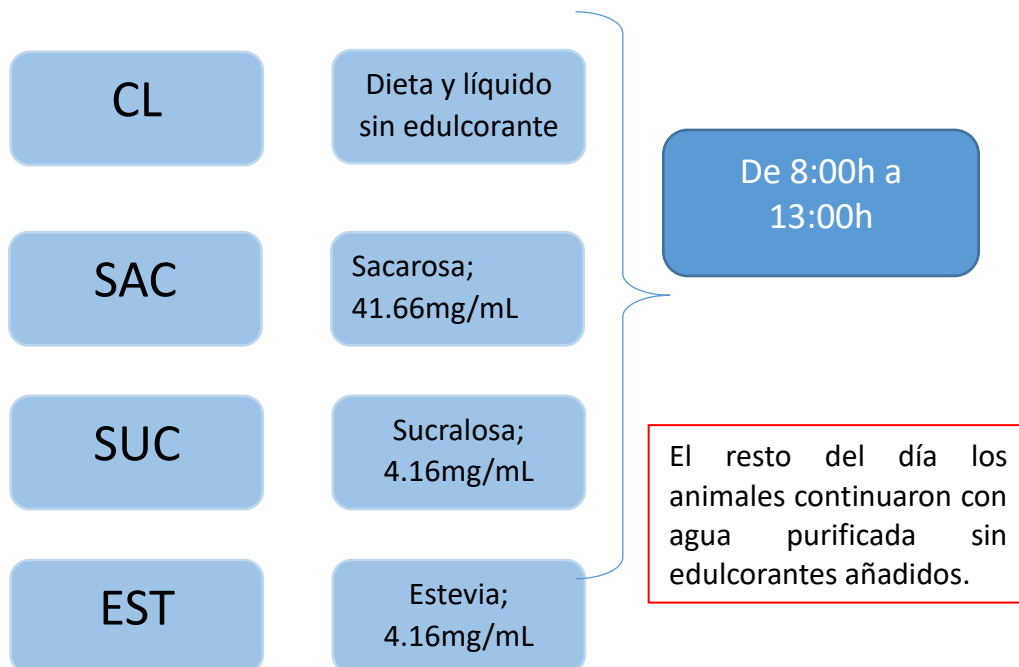 CL
Dieta y líquido
sin edulcorante
De 8:00h a
13:00h
SAC
Sacarosa;
41.66mg/mL
SUC
Sucralosa;
4.16mg/mL
El resto del día los
animales continuaron con
agua purificada sin
edulcorantes añadidos.
EST
Estevia;
4.16mg/mL